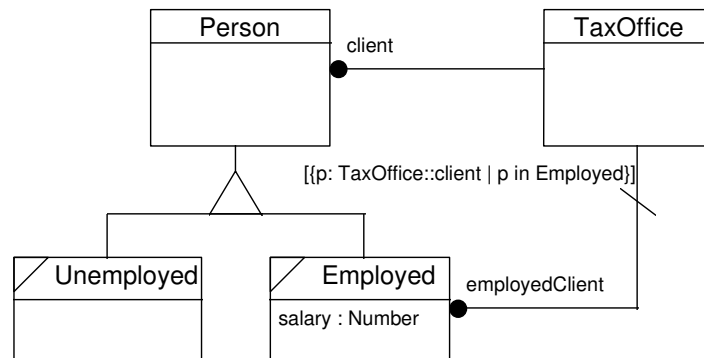 Person
TaxOffice
client
[{p: TaxOffice::client | p in Employed}]
Unemployed
Employed
employedClient
salary : Number